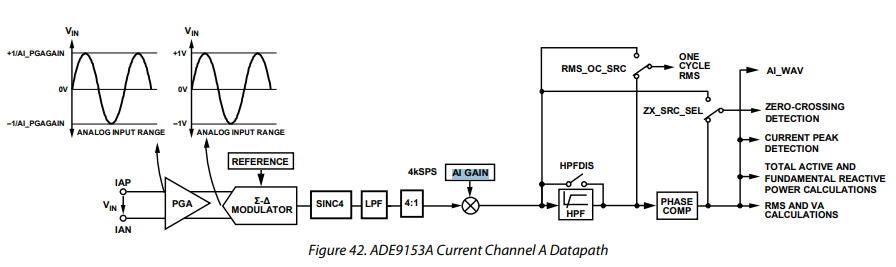 VIN
+1/AI_PGAGAIN
0V
–1/AI_PGAGAIN
ANALOG INPUT RANGE
VIN
+1V
0V
–1V
ANALOG INPUT RANGE
IAP
VIN
IAN
PGA
REFERENCE
Σ-Δ
MODULATOR
SINC4
LPF
4:1
4kSPS
AI GAIN
HPFDIS
HPF
PHASE
COMP
RMS_OC_SRC
ONE
CYCLE
RMS
ZX_SRC_SEL
AI_WAV
ZERO-CROSSING
DETECTION
CURRENT PEAK
DETECTION
TOTAL ACTIVE AND
FUNDAMENTAL REACTIVE
POWER CALCULATIONS
RMS AND VA
CALCULATIONS
Figure 42. ADE9153A Current Channel A Datapath